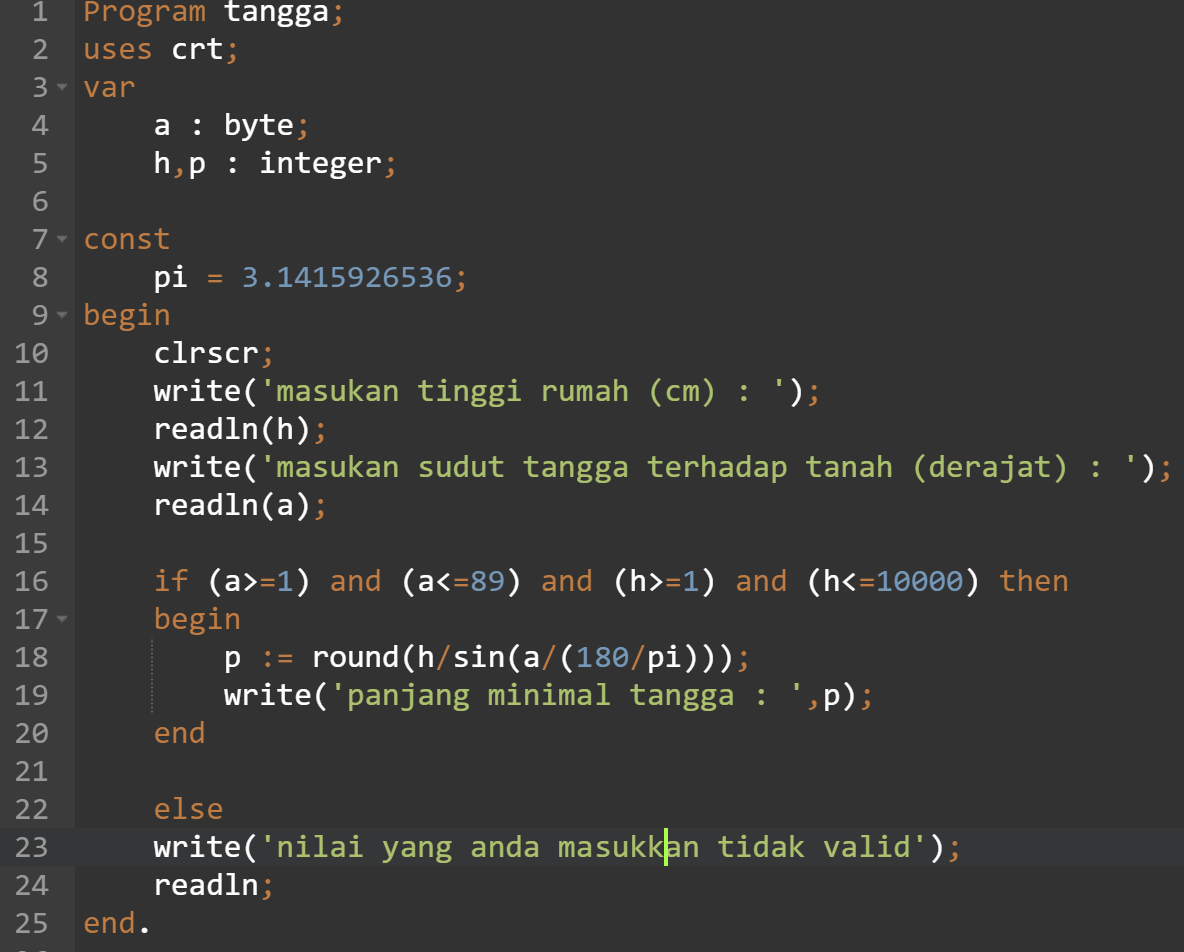 1 Program tangga;
2 uses crt;
3 var
4     a : byte;
5     h,p : integer;
6
7 const
8     pi = 3.1415926536;
9 begin
10     clrscr;
11     write('masukan tinggi rumah (cm) : ');
12     readln(h);
13     write('masukan sudut tangga terhadap tanah (derajat) : ');
14     readln(a);
15
16     if (a>=1) and (a<=89) and (h>=1) and (h<=10000) then
17     begin
18         p := round(h/sin(a/(180/pi)));
19         write('panjang minimal tangga : ',p);
20     end
21
22     else
23     write('nilai yang anda masukkan tidak valid');
24     readln;
25 end.